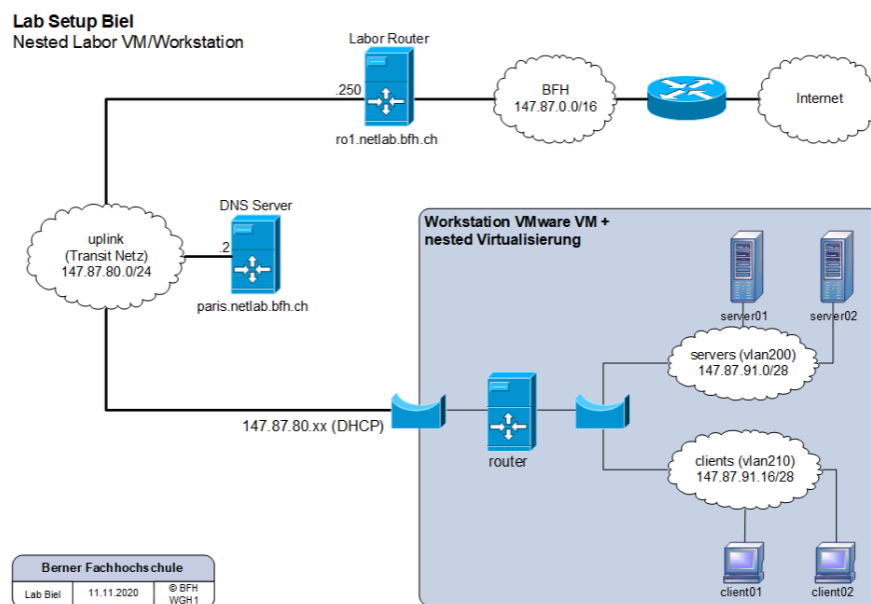 Lab Setup Biel
Nested Labor VM/Workstation
Labor Router
.250
ro1.netlab.bfh.ch
BFH
147.87.0.0/16
Internet
DNS Server
.2
paris.netlab.bfh.ch
uplink
(Transit Netz)
147.87.80.0/24
Workstation VMware VM +
nested Virtualisierung
server01
server02
servers (vlan200)
147.87.91.0/28
147.87.80.xx (DHCP)
router
clients (vlan210)
147.87.91.16/28
client01
client02
Berner Fachhochschule
Lab Biel
11.11.2020
© BFH
WGH1